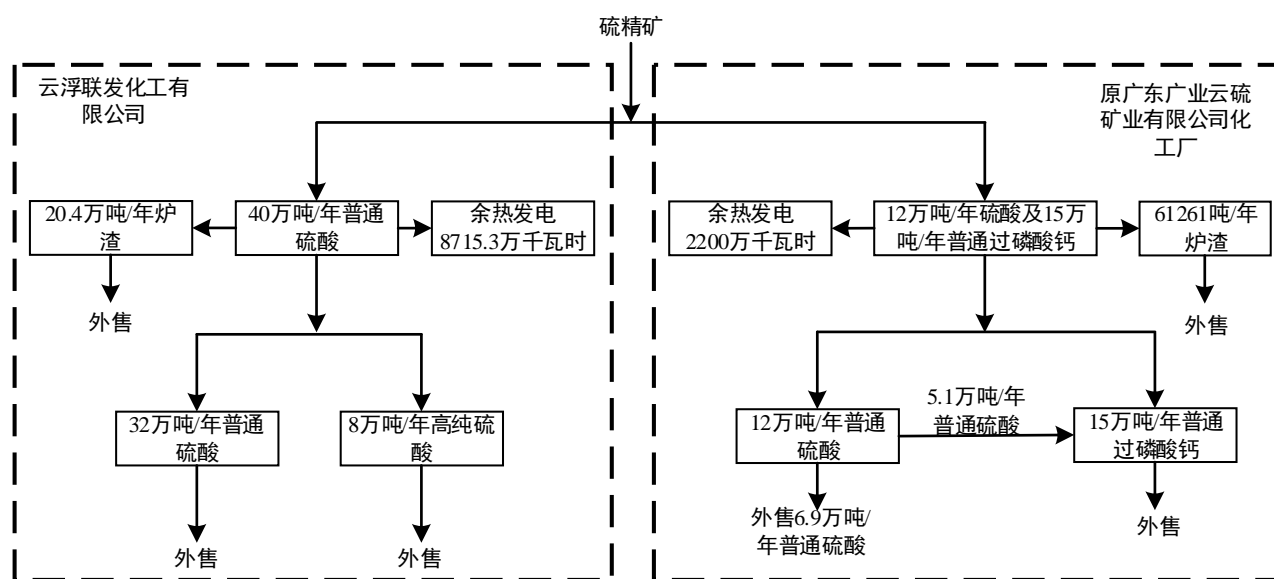 硫精矿
云浮联发化工有
限公司
原广东广业云硫
矿业有限公司化
工厂
20.4万吨/年炉
渣
40万吨/年普通
硫酸
余热发电
8715.3万千瓦时
余热发电
2200万千瓦时
12万吨/年硫酸及15万
吨/年普通过磷酸钙
61261吨/年
炉渣
外售
外售
32万吨/年普通
硫酸
8万吨/年高纯硫
酸
12万吨/年普通
硫酸
5.1万吨/年
普通硫酸
15万吨/年普通
过磷酸钙
外售
外售
外售6.9万吨/
年普通硫酸
外售